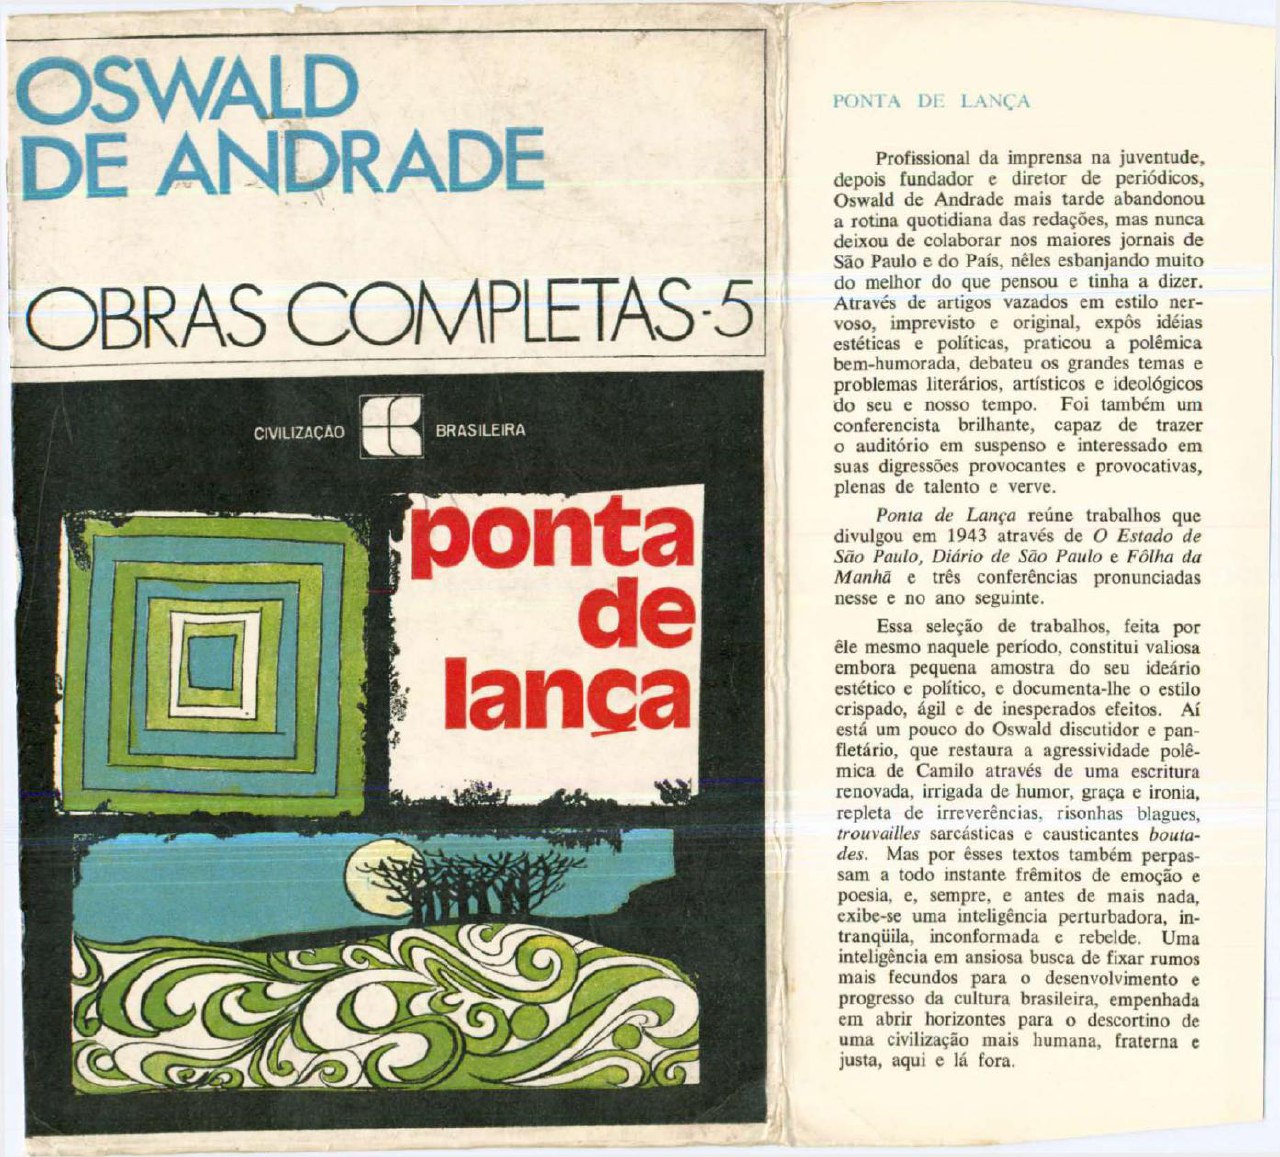 OSWALD
DE ANDRADE
OBRAS COMPLETAS-5
CIVILIZAÇÃO BRASILEIRA
ponta
de
lança
PONTA DE LANÇA
Profissional da imprensa na juventude,
depois fundador e diretor de periódicos,
Oswald de Andrade mais tarde abandonou
a rotina quotidiana das redações, mas nunca
deixou de colaborar nos maiores jornais de
São Paulo e do País, nêles esbanjando muito
do melhor do que pensou e tinha a dizer.
Através de artigos vazados em estilo ner-
voso, imprevisto e original, expôs idéias
estéticas e políticas, praticou a polêmica
bem-humorada, debateu os grandes temas e
problemas literários, artísticos e ideológicos
do seu e nosso tempo. Foi também um
conferencista brilhante, capaz de trazer
o auditório em suspenso e interessado em
suas digressões provocantes e provocativas,
plenas de talento e verve.
Ponta de Lança reúne trabalhos que
divulgou em 1943 através de O Estado de
São Paulo, Diário de São Paulo e Fôlha da
Manhã e três conferências pronunciadas
nesse e no ano seguinte.
Essa seleção de trabalhos, feita por
êle mesmo naquele período, constitui valiosa
embora pequena amostra do seu ideário
estético e político, e documenta-lhe o estilo
crispado, ágil e de inesperados efeitos. Aí
está um pouco do Oswald discutidor e pan-
fletário, que restaura a agressividade polê-
mica de Camilo através de uma escritura
renovada, irrigada de humor, graça e ironia,
repleta de irreverências, risonhas blagues,
trouvailles sarcásticas e causticantes bouta-
des. Mas por êsses textos também perpas-
sam a todo instante frêmitos de emoção e
poesia, e, sempre, e antes de mais nada,
exibe-se uma inteligência perturbadora, in-
tranqüila, inconformada e rebelde. Uma
inteligência em ansiosa busca de fixar rumos
mais fecundos para o desenvolvimento e
progresso da cultura brasileira, empenhada
em abrir horizontes para o descortino de
uma civilização mais humana, fraterna e
justa, aqui e lá fora.